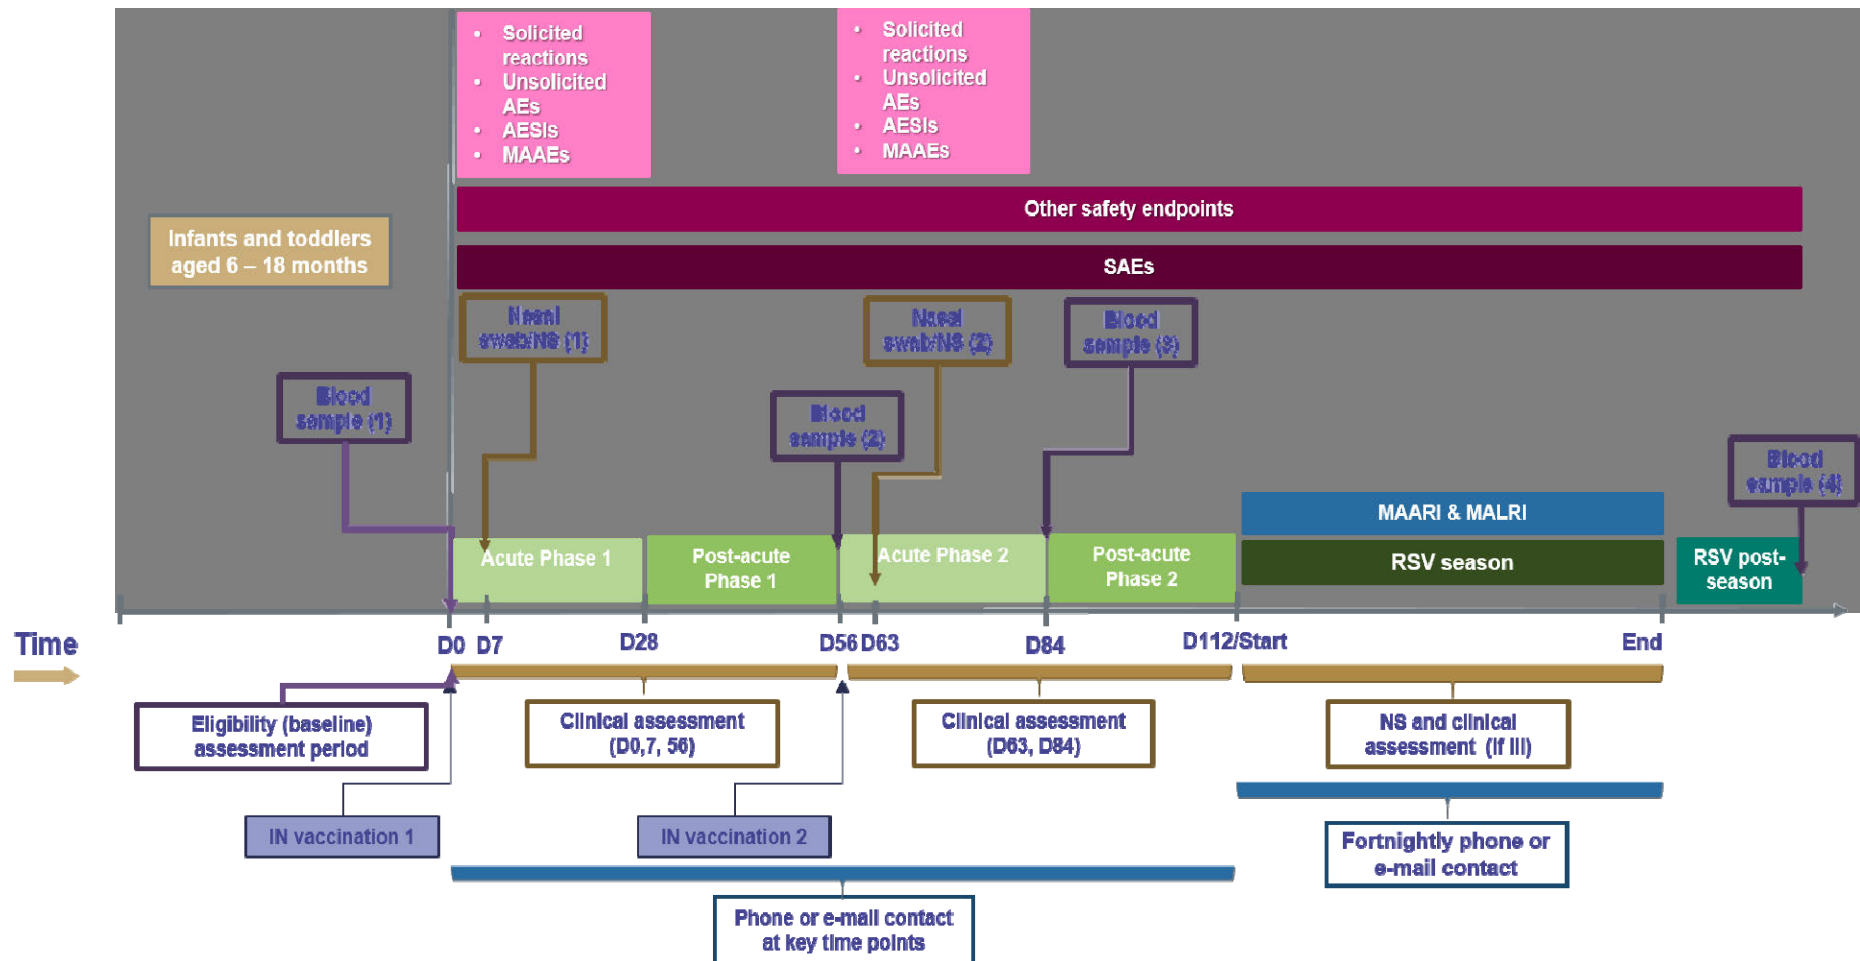 • Solicited
reactions
• Unsolicited
AEs
• AESIs
• MAAEs
• Solicited
reactions
• Unsolicited
AEs
• AESIs
• MAAEs
Other safety endpoints
Infants and toddlers
aged 6 – 18 months
SAEs
Nasal
swab/NS (1)
Nasal
swab/NS (2)
Blood
sample (3)
Blood
sample (1)
Blood
sample (2)
Blood
sample (4)
MAARI & MALRI
Acute Phase 1
Post-acute
Phase 1
Acute Phase 2
Post-acute
Phase 2
RSV season
RSV post-
season
Time
D0
D7
D28
D56
D63
D84
D112/Start
End
Eligibility (baseline)
assessment period
Clinical assessment
(D0,7, 56)
Clinical assessment
(D63, D84)
NS and clinical
assessment (if ill)
IN vaccination 1
IN vaccination 2
Fortnightly phone or
e-mail contact
Phone or e-mail contact
at key time points